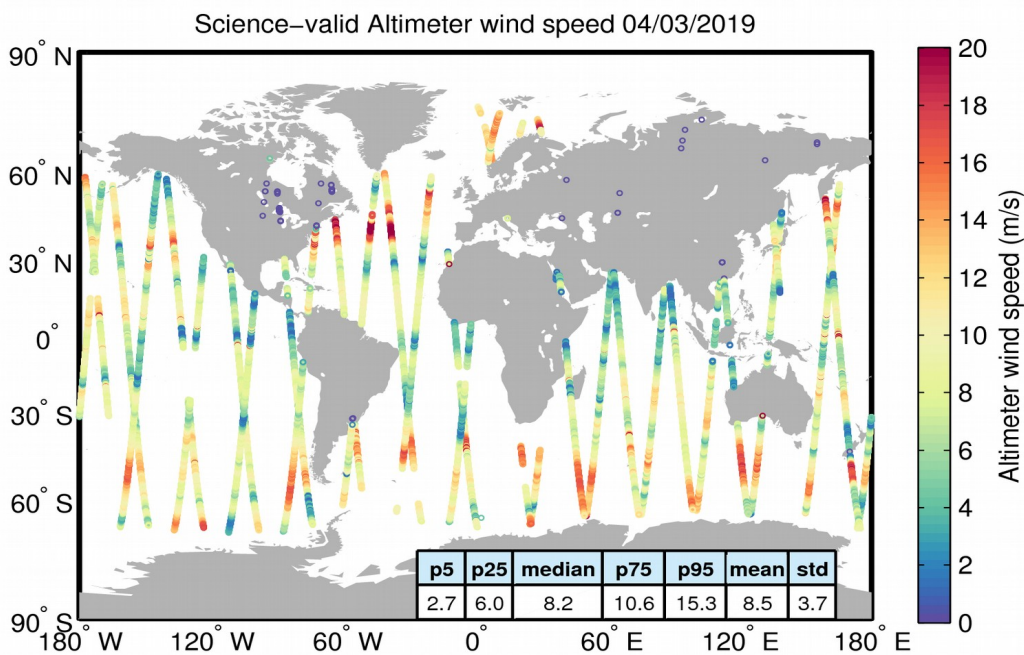 Science−valid Altimeter wind speed 04/03/2019
90° N
60° N
30° N
0°
30° S
60° S
90° S
180° W 120° W 60° W 0° 60° E 120° E 180° E
p5 p25 median p75 p95 mean std
2.7 6.0 8.2 10.6 15.3 8.5 3.7
20
18
16
14
12
10
8
6
4
2
0
Altimeter wind speed (m/s)